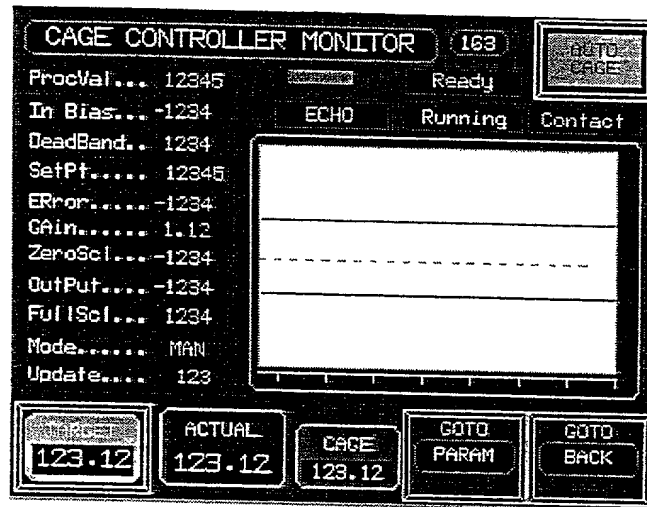 CAGE CONTROLLER MONITOR 163 AUTO CAGE
ProcVal... 12345 Ready
In Bias... -1234 ECHO Running Contact
DeadBand.. 1234
SetPt..... 12345
ERror..... -1234
GAin...... 1.12
ZeroScl... -1234
OutPut.... -1234
FullScl... 1234
Mode...... MAN
Update.... 123
TARGET ACTUAL CAGE GOTO GOTO
123.12 123.12 123.12 PARAM BACK